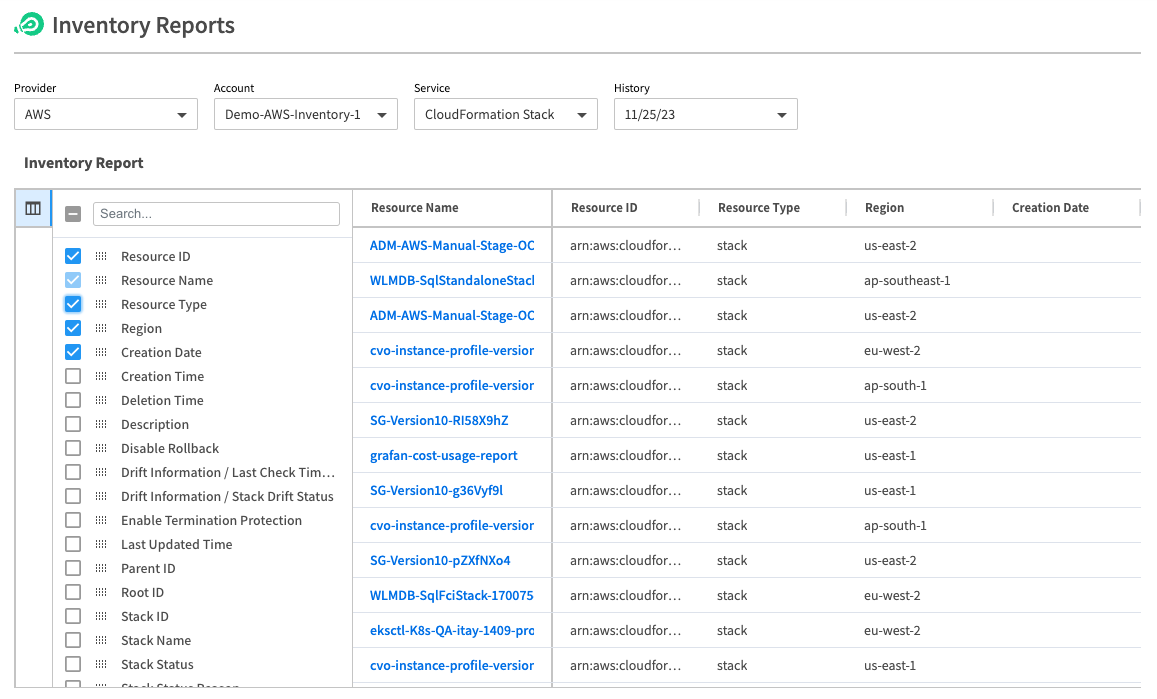 Inventory Reports
Provider Account Service History
AWS Demo-AWS-Inventory-1 CloudFormation Stack 11/25/23
Inventory Report
Search...
Resource ID
Resource Name
Resource Type
Region
Creation Date
Creation Time
Deletion Time
Description
Disable Rollback
Drift Information / Last Check Tim...
Drift Information / Stack Drift Status
Enable Termination Protection
Last Updated Time
Parent ID
Root ID
Stack ID
Stack Name
Stack Status
Stack Status Reason
Resource Name Resource ID Resource Type Region Creation Date
ADM-AWS-Manual-Stage-OC arn:aws:cloudfor... stack us-east-2
WLMDB-SqlStandaloneStacl arn:aws:cloudfor... stack ap-southeast-1
ADM-AWS-Manual-Stage-OC arn:aws:cloudfor... stack us-east-2
cvo-instance-profile-version arn:aws:cloudfor... stack eu-west-2
cvo-instance-profile-version arn:aws:cloudfor... stack ap-south-1
SG-Version10-RI58X9hZ arn:aws:cloudfor... stack us-east-2
grafan-cost-usage-report arn:aws:cloudfor... stack us-east-1
SG-Version10-g36Vyf9l arn:aws:cloudfor... stack us-east-1
cvo-instance-profile-version arn:aws:cloudfor... stack ap-south-1
SG-Version10-pZXfNXo4 arn:aws:cloudfor... stack us-east-2
WLMDB-SqlFciStack-170075 arn:aws:cloudfor... stack eu-west-2
eksctl-K8s-QA-itay-1409-pro arn:aws:cloudfor... stack eu-west-2
cvo-instance-profile-version arn:aws:cloudfor... stack us-east-1